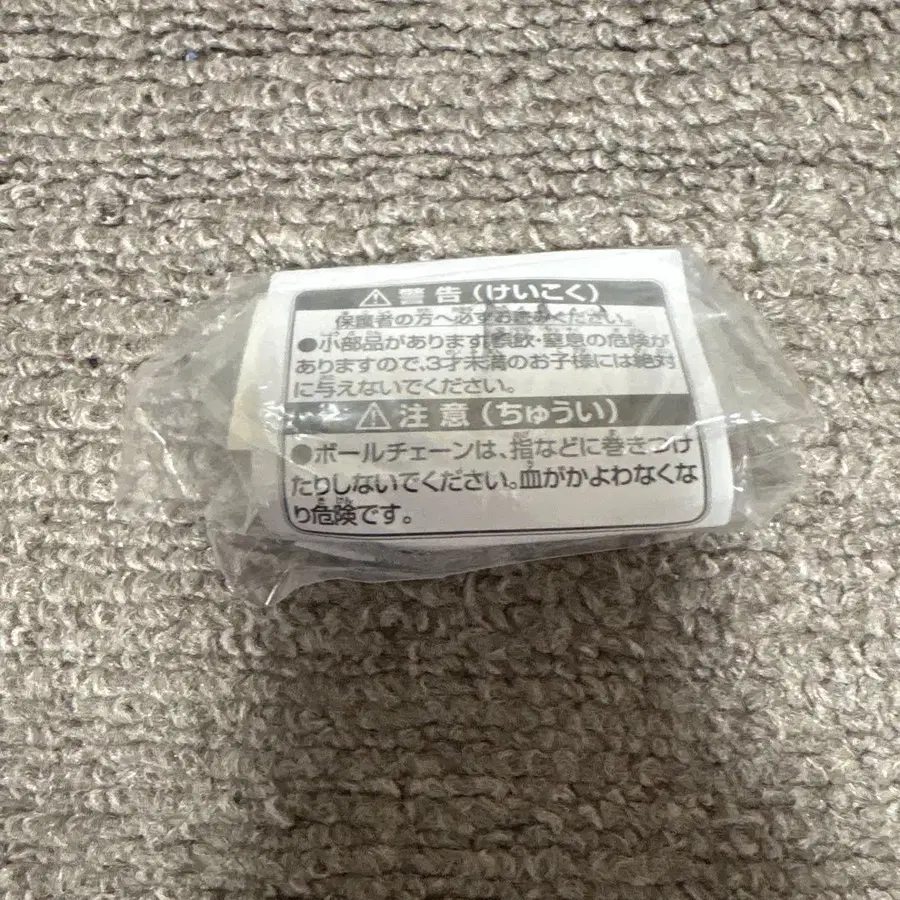 ⚠ 警告(けいこく)
保護者の方へ必ずお読みください。
●小部品があります。誤飲・窒息の危険が
ありますので、3才未満のお子様には絶対
に与えないでください。
⚠ 注意(ちゅうい)
●ボールチェーンは、指などに巻きつけ
たりしないでください。血がかよわなくな
り危険です。